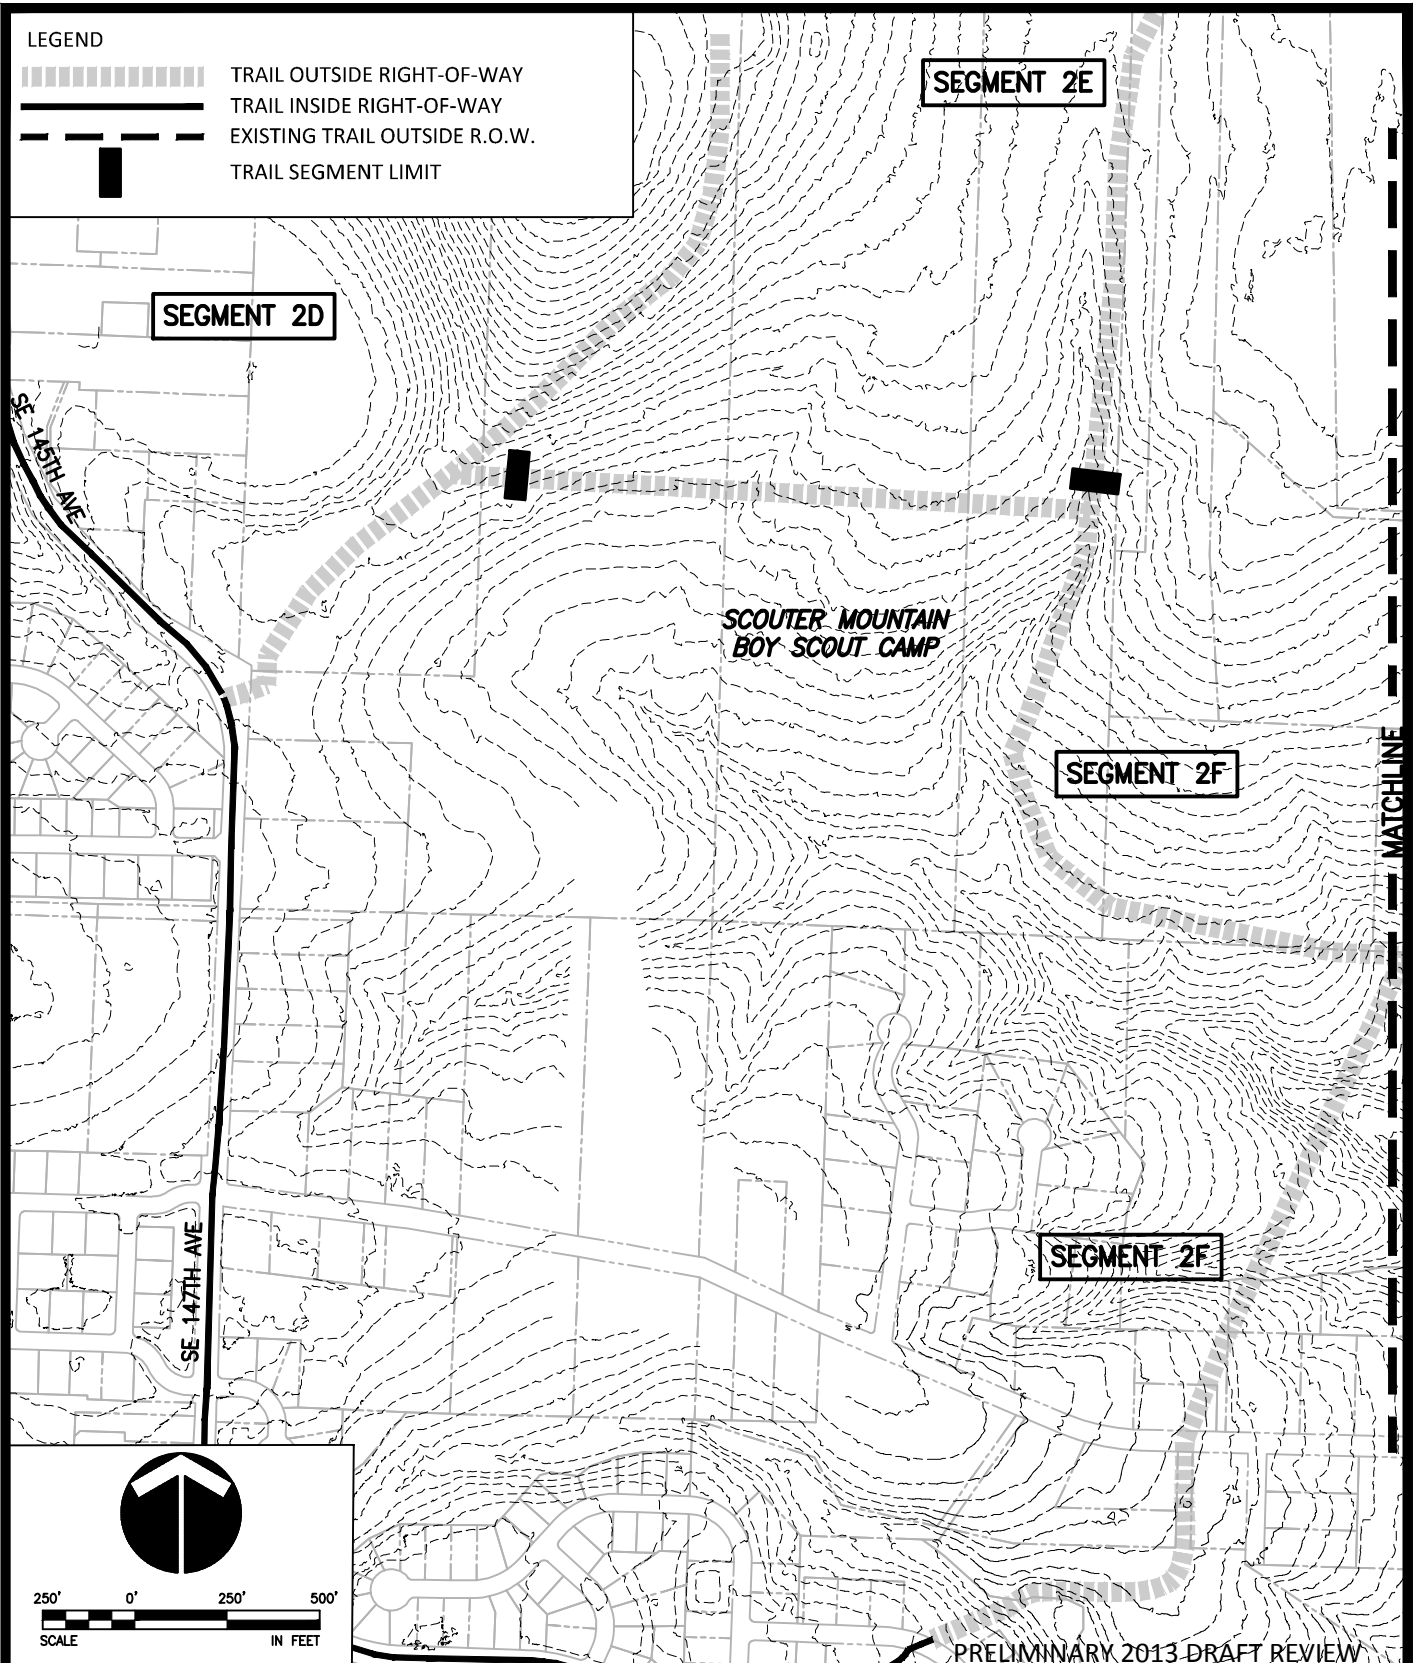 LEGEND
TRAIL OUTSIDE RIGHT-OF-WAY
TRAIL INSIDE RIGHT-OF-WAY
EXISTING TRAIL OUTSIDE R.O.W.
TRAIL SEGMENT LIMIT
SEGMENT 2E
SEGMENT 2D
SE 145TH AVE
SCOUTER MOUNTAIN
BOY SCOUT CAMP
SEGMENT 2F
MATCHLINE
SEGMENT 2F
SE 147TH AVE
250' 0' 250' 500'
SCALE IN FEET
PRELIMINARY 2013 DRAFT REVIEW